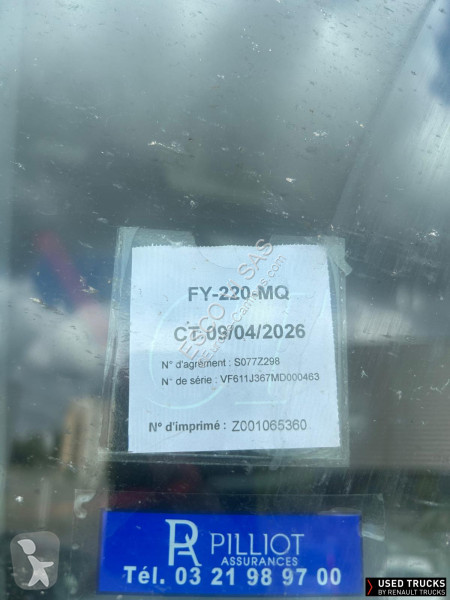 FY-220-MQ
CT 09/04/2026
N° d'agrément : S077Z298
N° de série : VF611J367MD000463
N° d'imprimé : Z001065360
PILLIOT
ASSURANCES
Tél. 03 21 98 97 00
USED TRUCKS
BY RENAULT TRUCKS